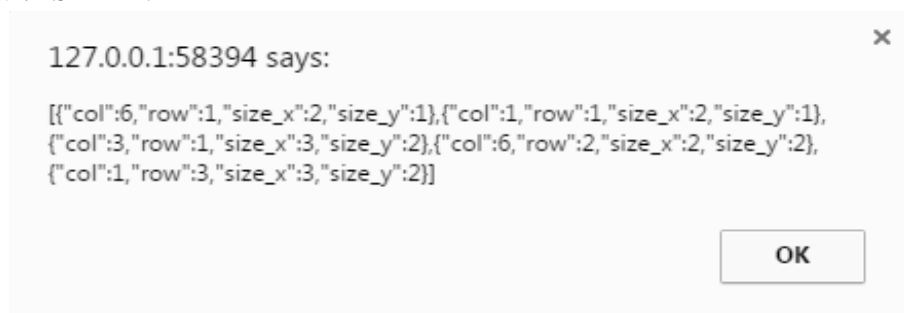 127.0.0.1:58394 says:
[{"col":6,"row":1,"size_x":2,"size_y":1},{"col":1,"row":1,"size_x":2,"size_y":1},
{"col":3,"row":1,"size_x":3,"size_y":2},{"col":6,"row":2,"size_x":2,"size_y":2},
{"col":1,"row":3,"size_x":3,"size_y":2}]
OK